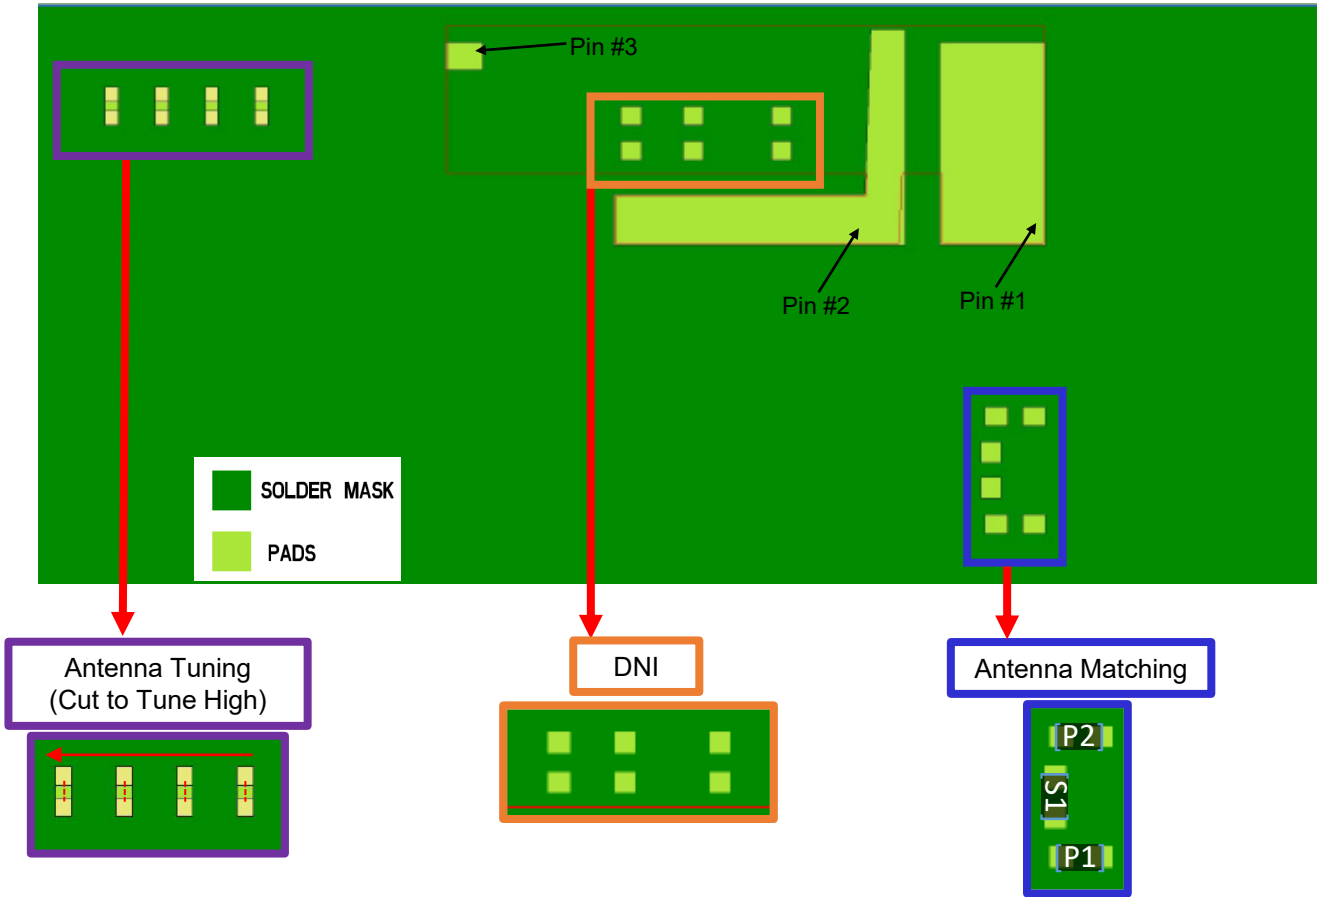 Pin #3
Pin #2
Pin #1
SOLDER MASK
PADS
Antenna Tuning
(Cut to Tune High)
DNI
Antenna Matching
P2
S1
P1